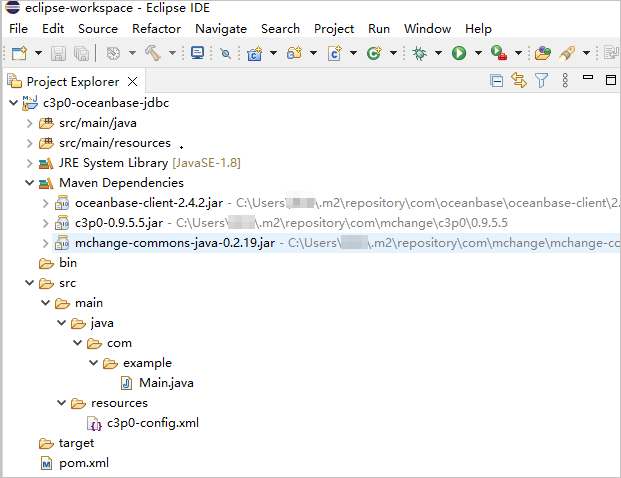 eclipse-workspace - Eclipse IDE
File Edit Source Refactor Navigate Search Project Run Window Help
Project Explorer
c3p0-oceanbase-jdbc
src/main/java
src/main/resources
JRE System Library [JavaSE-1.8]
Maven Dependencies
oceanbase-client-2.4.2.jar - C:\Users\ \.m2\repository\com\oceanbase\oceanbase-client\2.
c3p0-0.9.5.5.jar - C:\Users\ \.m2\repository\com\mchange\c3p0\0.9.5.5
mchange-commons-java-0.2.19.jar - C:\Users\ \.m2\repository\com\mchange\mchange-co
bin
src
main
java
com
example
Main.java
resources
c3p0-config.xml
target
pom.xml